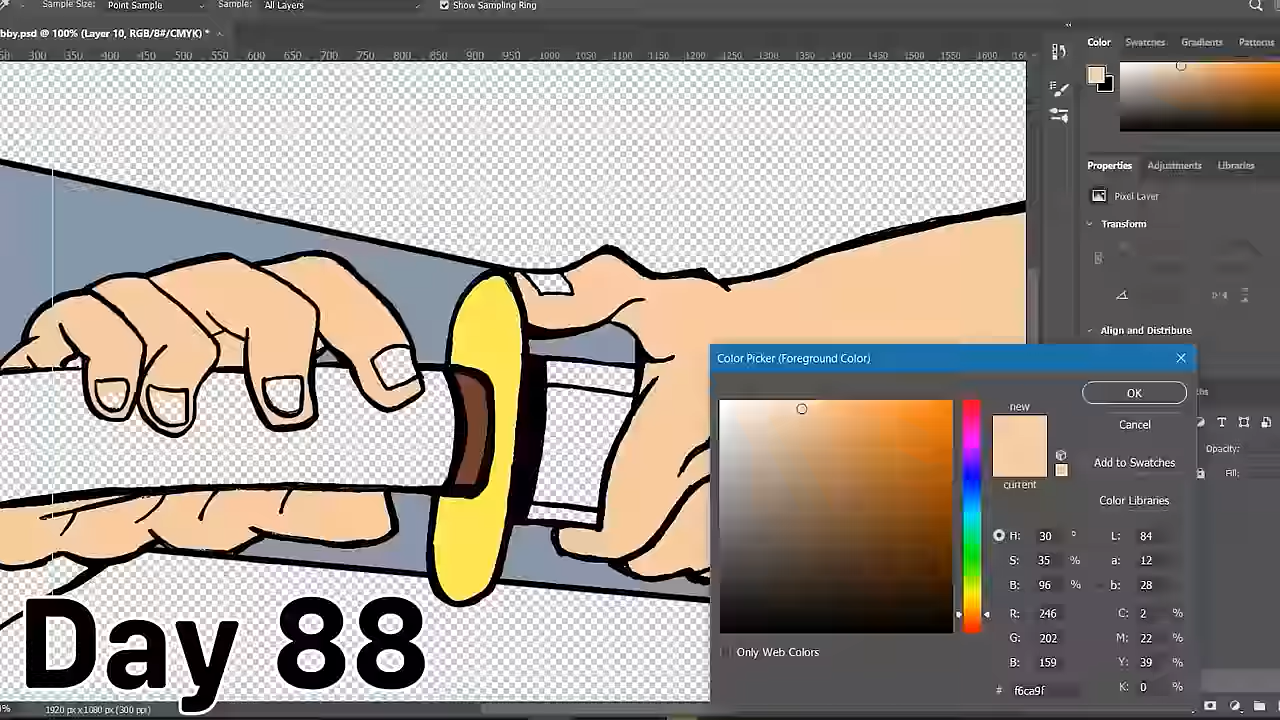 Sample Size: Point Sample Sample: All Layers Show Sampling Ring
bby.psd @ 100% (Layer 10, RGB/8#/CMYK) *
300 350 400 450 500 550 600 650 700 750 800 850 900 950 1000 1050 1100 1150 1200 1250 1300 1350 1400 1450 1500 1550 1600
Color Swatches Gradients Patterns
Properties Adjustments Libraries
Pixel Layer
Transform
Align and Distribute
Color Picker (Foreground Color)
new
OK
Cancel
Add to Swatches
current
Color Libraries
H: 30 ° L: 84
S: 35 % a: 12
B: 96 % b: 28
R: 246 C: 2 %
G: 202 M: 22 %
B: 159 Y: 39 %
# f6ca9f K: 0 %
Only Web Colors
Opacity:
Fill:
Day 88
1920 px x 1080 px (300 ppi)